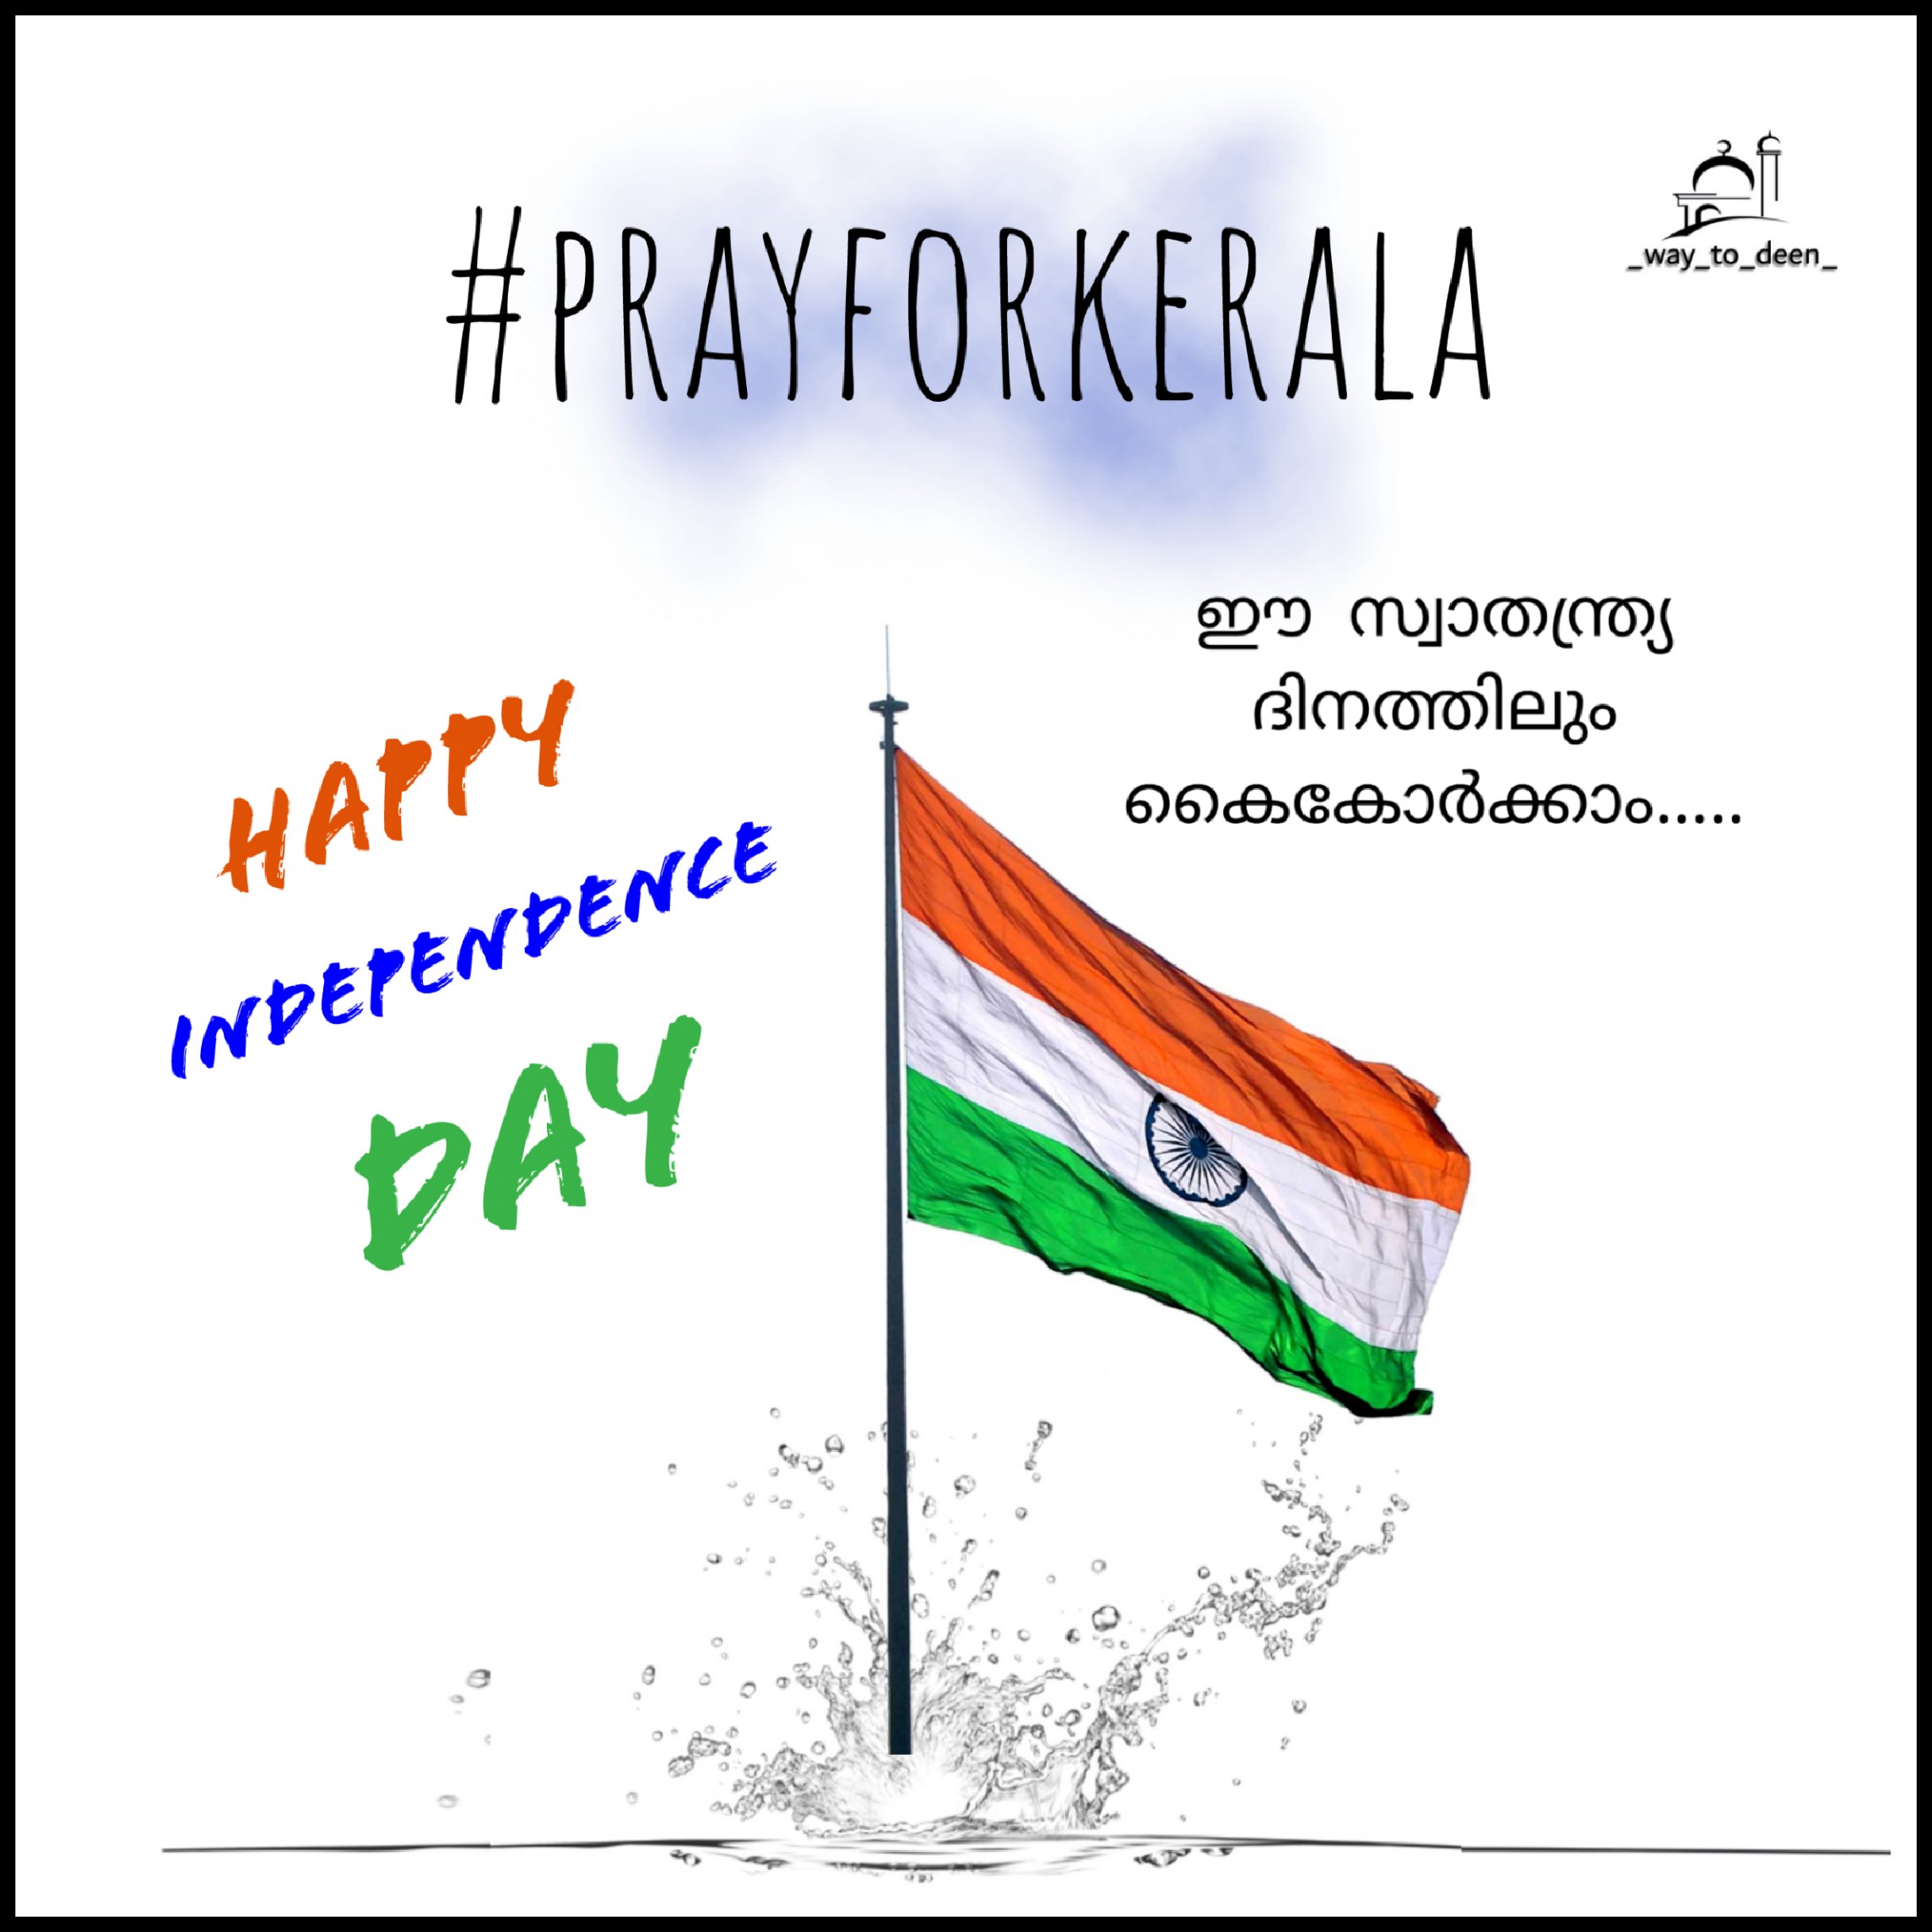 #PRAYFORKERALA
_way_to_deen_
ഈ സ്വാതന്ത്ര്യ
ദിനത്തിലും
കൈകോർക്കാം.....
HAPPY
INDEPENDENCE
DAY